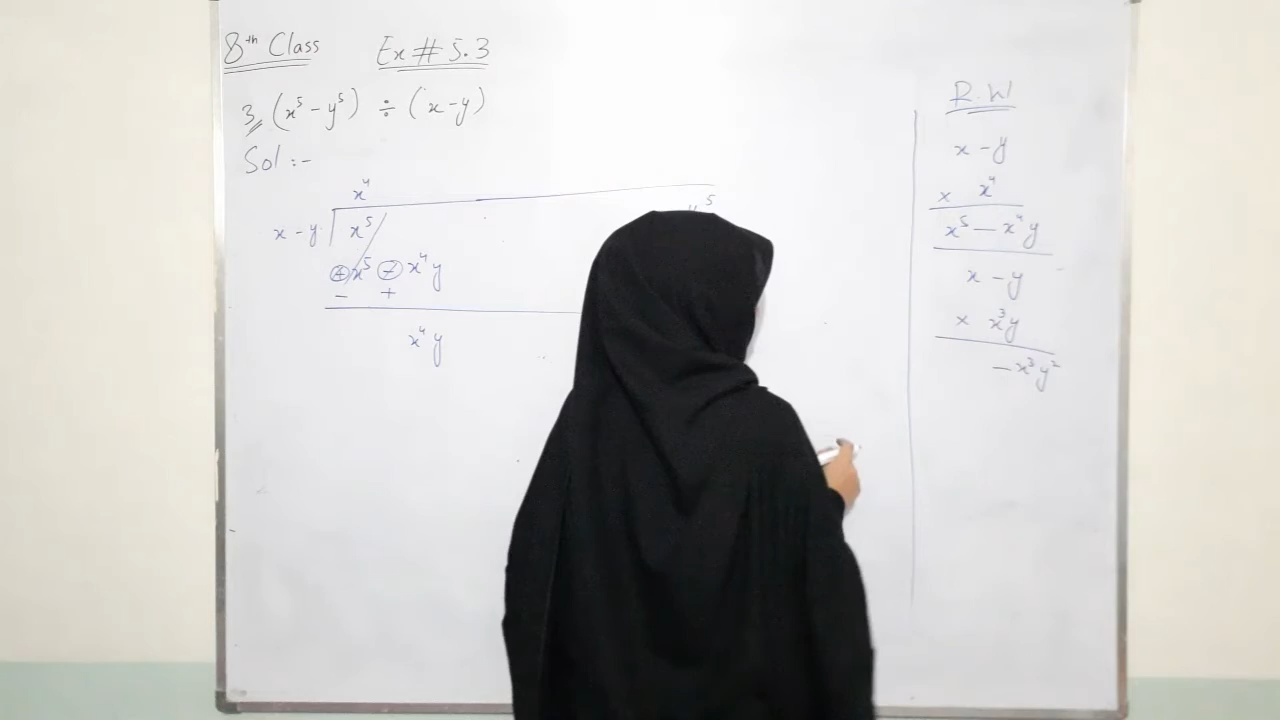 8th Class Ex # 5.3
3, (x⁵ - y⁵) ÷ (x - y)
Sol :-
x⁴
x - y x⁵ y⁵
⊕x⁵ ⊖ x⁴y
- +
x⁴y
R.W
x - y
× x⁴
x⁵ - x⁴y
x - y
× x³y
- x³y²